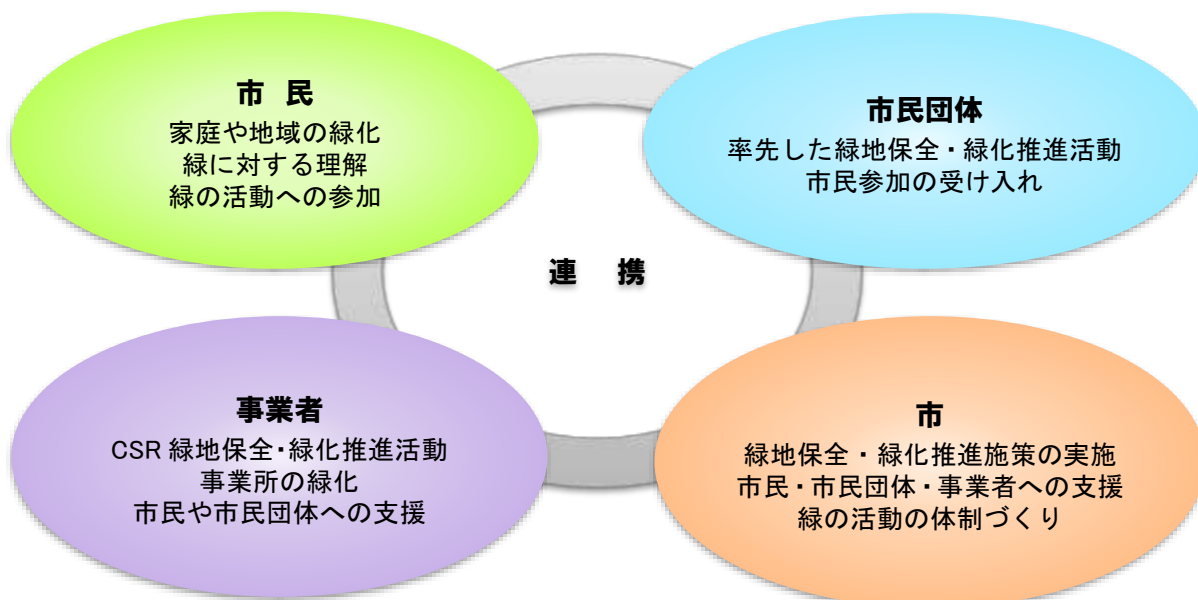 市 民
家庭や地域の緑化
緑に対する理解
緑の活動への参加
市民団体
率先した緑地保全・緑化推進活動
市民参加の受け入れ
連 携
事業者
CSR 緑地保全・緑化推進活動
事業所の緑化
市民や市民団体への支援
市
緑地保全・緑化推進施策の実施
市民・市民団体・事業者への支援
緑の活動の体制づくり